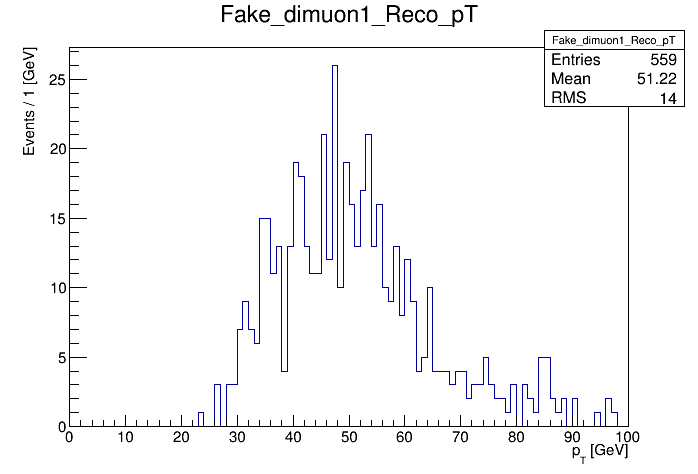 Fake_dimuon1_Reco_pT
Fake_dimuon1_Reco_pT
Entries 559
Mean 51.22
RMS 14
Events / 1 [GeV]
25
20
15
10
5
0
0 10 20 30 40 50 60 70 80 90 100
p_T [GeV]